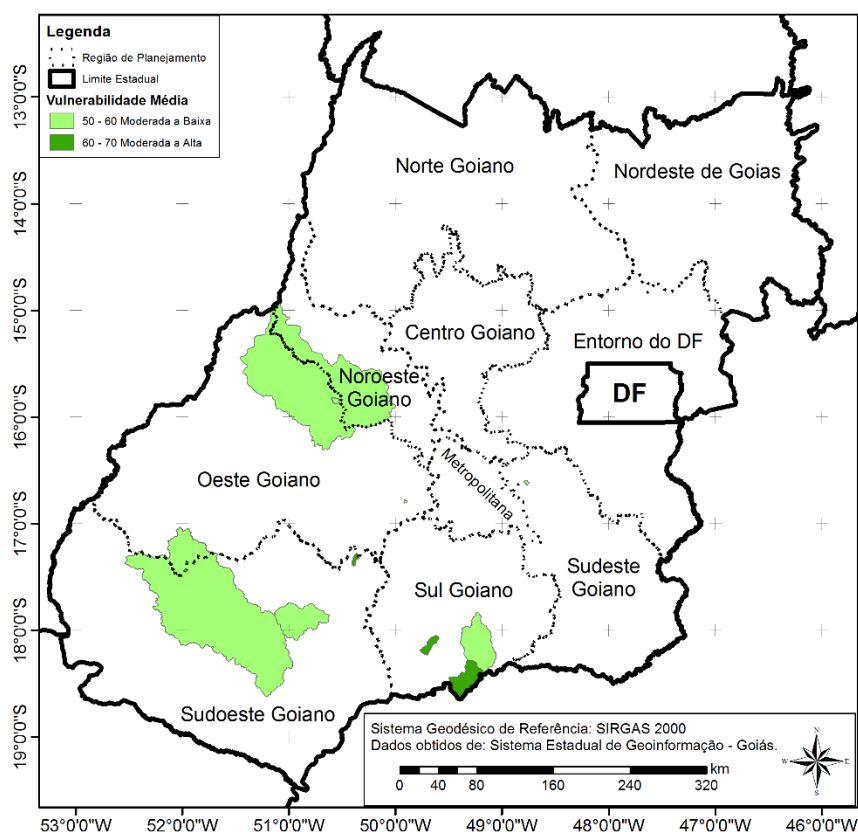 Legenda
Região de Planejamento
Limite Estadual
Vulnerabilidade Média
50 - 60 Moderada a Baixa
60 - 70 Moderada a Alta
13°0'0"S
14°0'0"S
15°0'0"S
16°0'0"S
17°0'0"S
18°0'0"S
19°0'0"S
Norte Goiano
Nordeste de Goias
Centro Goiano
Entorno do DF
Noroeste
Goiano
DF
Oeste Goiano
Metropolitana
Sul Goiano
Sudeste
Goiano
Sudoeste Goiano
Sistema Geodésico de Referência: SIRGAS 2000
Dados obtidos de: Sistema Estadual de Geoinformação - Goiás.
km
0 40 80 160 240 320
N
W E
S
53°0'0"W 52°0'0"W 51°0'0"W 50°0'0"W 49°0'0"W 48°0'0"W 47°0'0"W 46°0'0"W